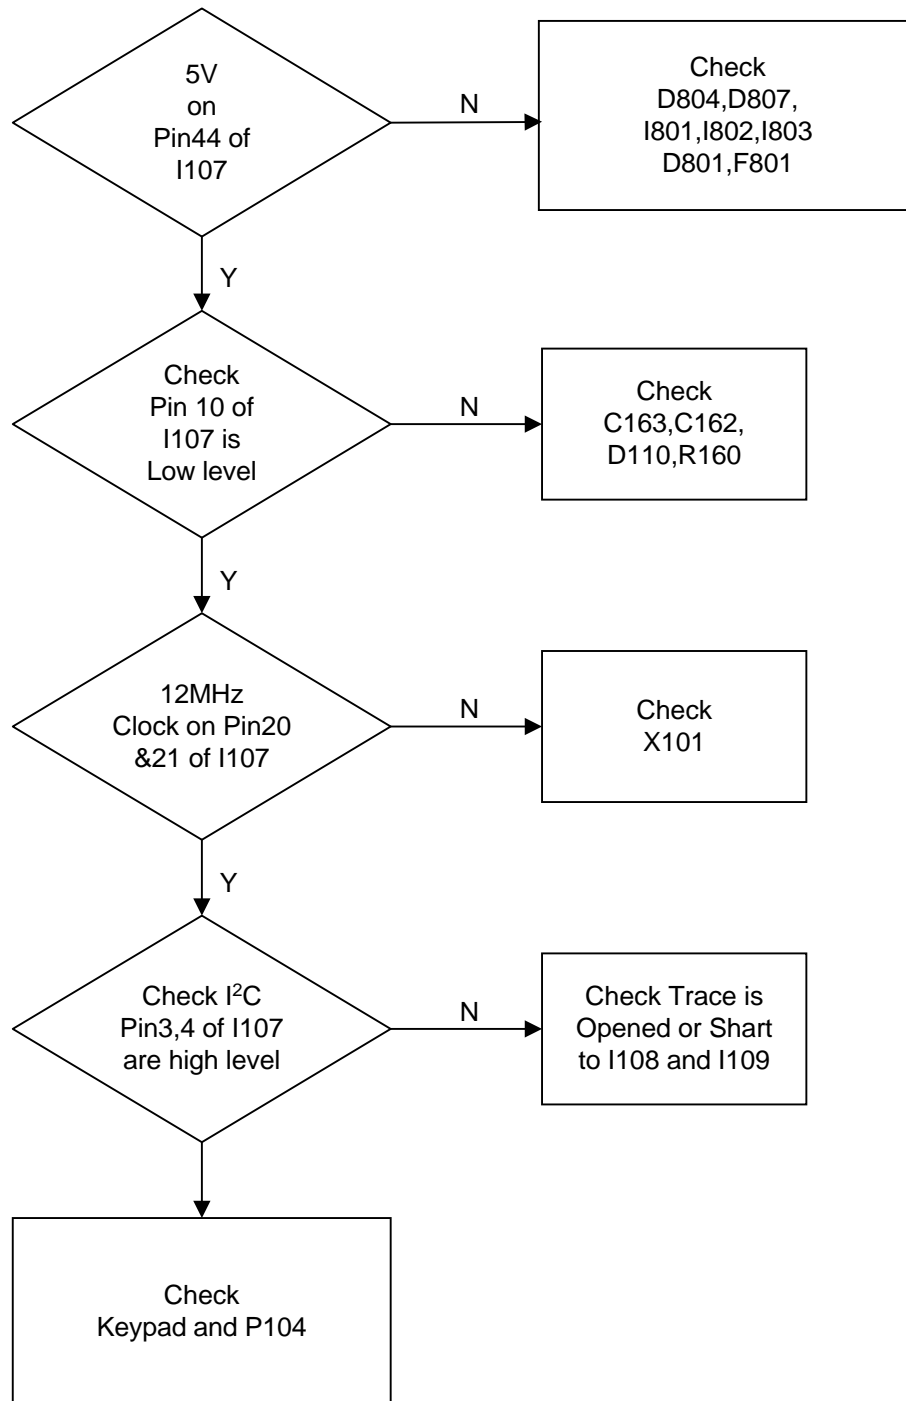 5V
on
Pin44 of
I107
N
Check
D804,D807,
I801,I802,I803
D801,F801
Y
Check
Pin 10 of
I107 is
Low level
N
Check
C163,C162,
D110,R160
Y
12MHz
Clock on Pin20
&21 of I107
N
Check
X101
Y
Check I²C
Pin3,4 of I107
are high level
N
Check Trace is
Opened or Shart
to I108 and I109
Check
Keypad and P104